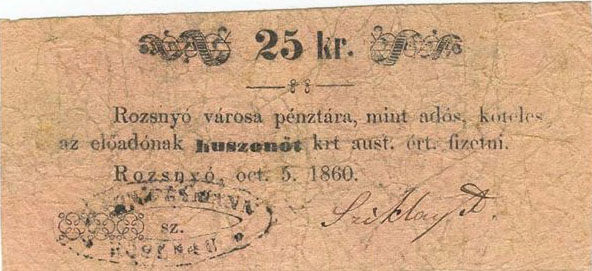 25 kr.
Rozsnyó városa pénztára, mint adós, köteles
az előadónak huszonöt krt aust. ért. fizetni.
Rozsnyó, oct. 5. 1860.
sz.
ROSENAU